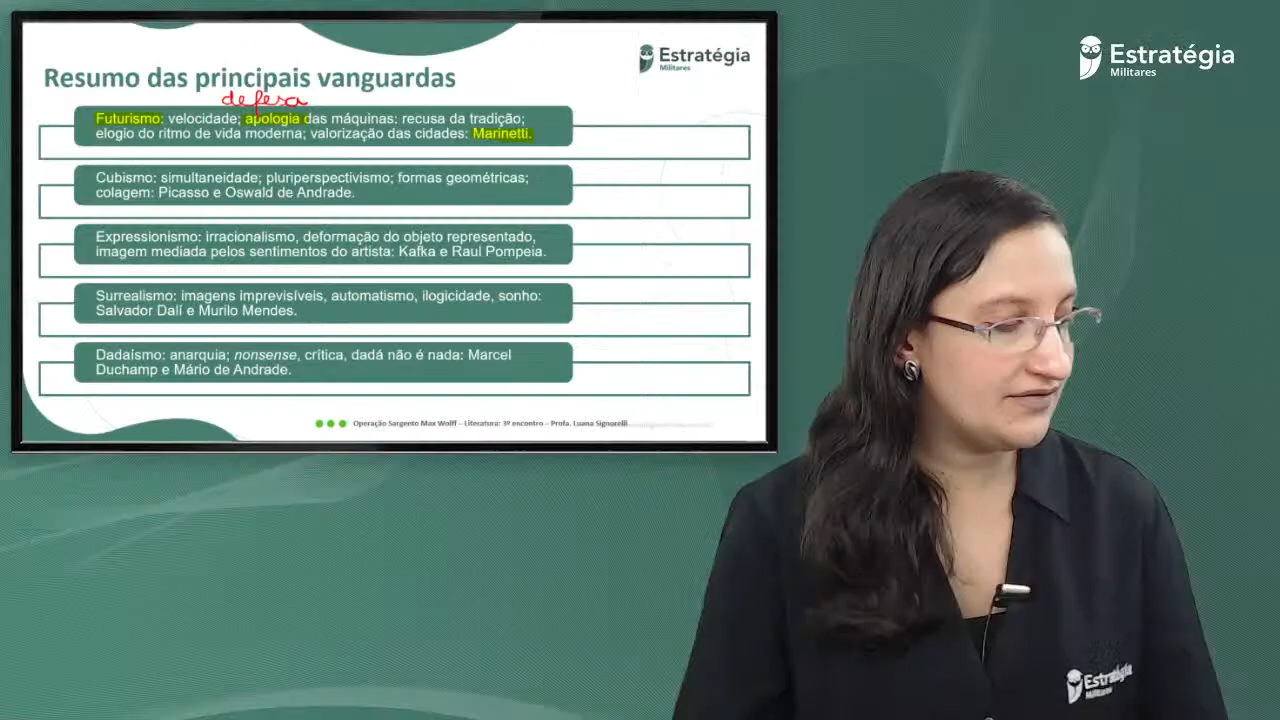 Estratégia
Militares
Resumo das principais vanguardas
defesa
Futurismo: velocidade; apologia das máquinas: recusa da tradição;
elogio do ritmo de vida moderna; valorização das cidades: Marinetti.
Cubismo: simultaneidade; pluriperspectivismo; formas geométricas;
colagem: Picasso e Oswald de Andrade.
Expressionismo: irracionalismo, deformação do objeto representado,
imagem mediada pelos sentimentos do artista: Kafka e Raul Pompeia.
Surrealismo: imagens imprevisíveis, automatismo, ilogicidade, sonho:
Salvador Dalí e Murilo Mendes.
Dadaísmo: anarquia; nonsense, crítica, dadá não é nada: Marcel
Duchamp e Mário de Andrade.
Operação Sargento Max Wolff – Literatura: 3º encontro – Profa. Luana Signorelli
Estratégia
Militares
Estratégia
Militares